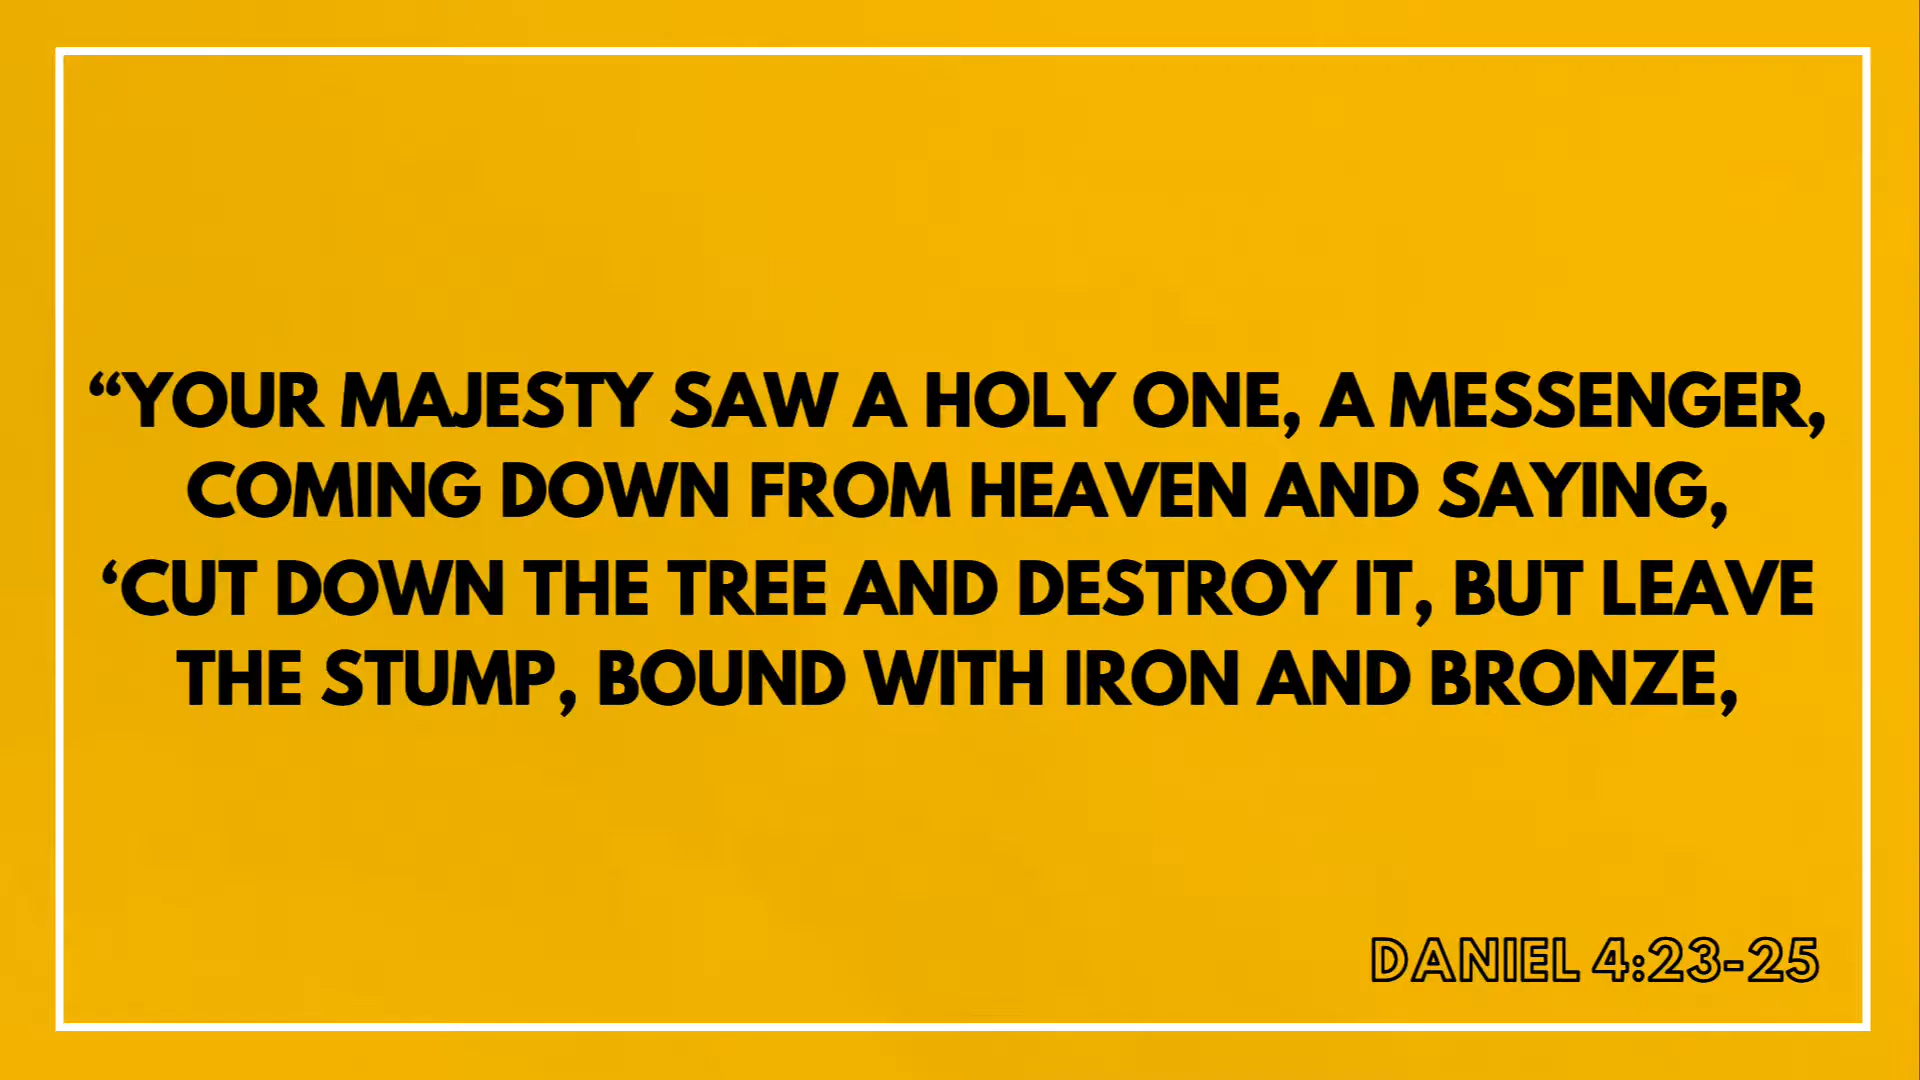 “YOUR MAJESTY SAW A HOLY ONE, A MESSENGER,
COMING DOWN FROM HEAVEN AND SAYING,
‘CUT DOWN THE TREE AND DESTROY IT, BUT LEAVE
THE STUMP, BOUND WITH IRON AND BRONZE,
DANIEL 4:23-25